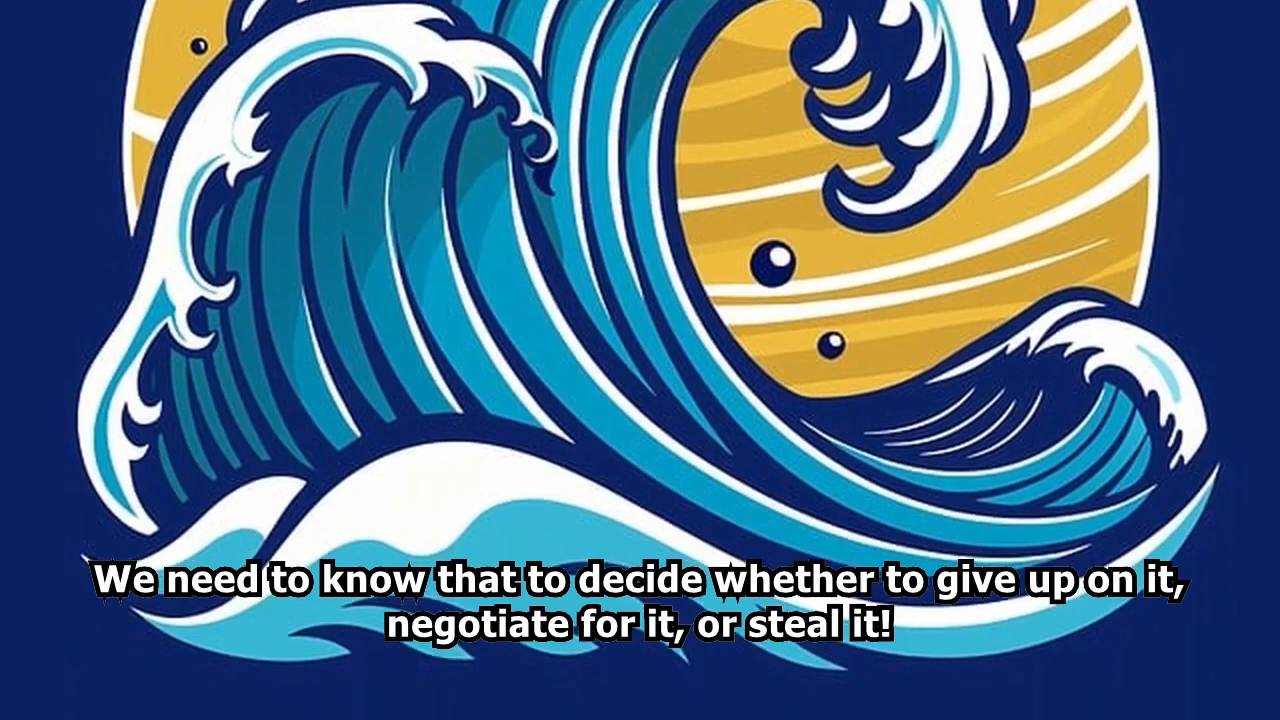 We need to know that to decide whether to give up on it,
negotiate for it, or steal it!